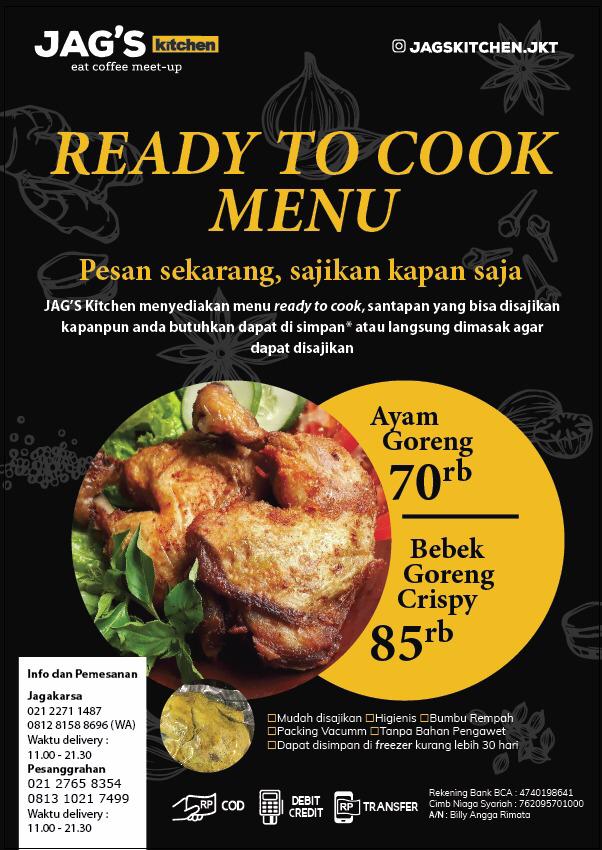 JAG'S kitchen
eat coffee meet-up
JAGSKITCHEN.JKT
READY TO COOK
MENU
Pesan sekarang, sajikan kapan saja
JAG'S Kitchen menyediakan menu ready to cook, santapan yang bisa disajikan
kapanpun anda butuhkan dapat di simpan* atau langsung dimasak agar
dapat disajikan
Ayam
Goreng
70rb
Bebek
Goreng
Crispy
85rb
Info dan Pemesanan
Jagakarsa
021 2271 1487
0812 8158 8696 (WA)
Waktu delivery :
11.00 - 21.30
Pesanggrahan
021 2765 8354
0813 1021 7499
Waktu delivery :
11.00 - 21.30
☐Mudah disajikan ☐Higienis ☐Bumbu Rempah
☐Packing Vacumm ☐Tanpa Bahan Pengawet
☐Dapat disimpan di freezer kurang lebih 30 hari
RP COD
DEBIT
CREDIT
RP TRANSFER
Rekening Bank BCA : 4740198641
Cimb Niaga Syariah : 762095701000
A/N : Billy Angga Rimata